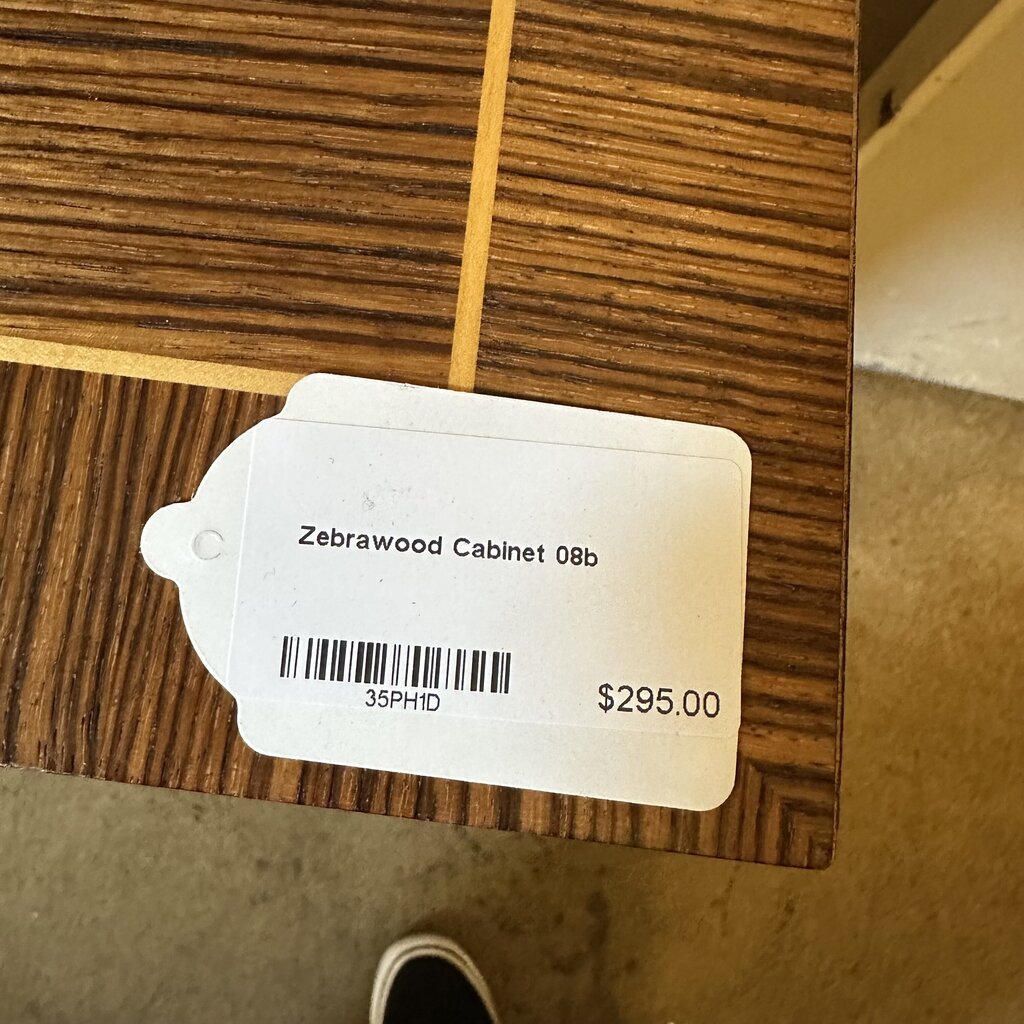 Zebrawood Cabinet 08b
35PH1D
$295.00